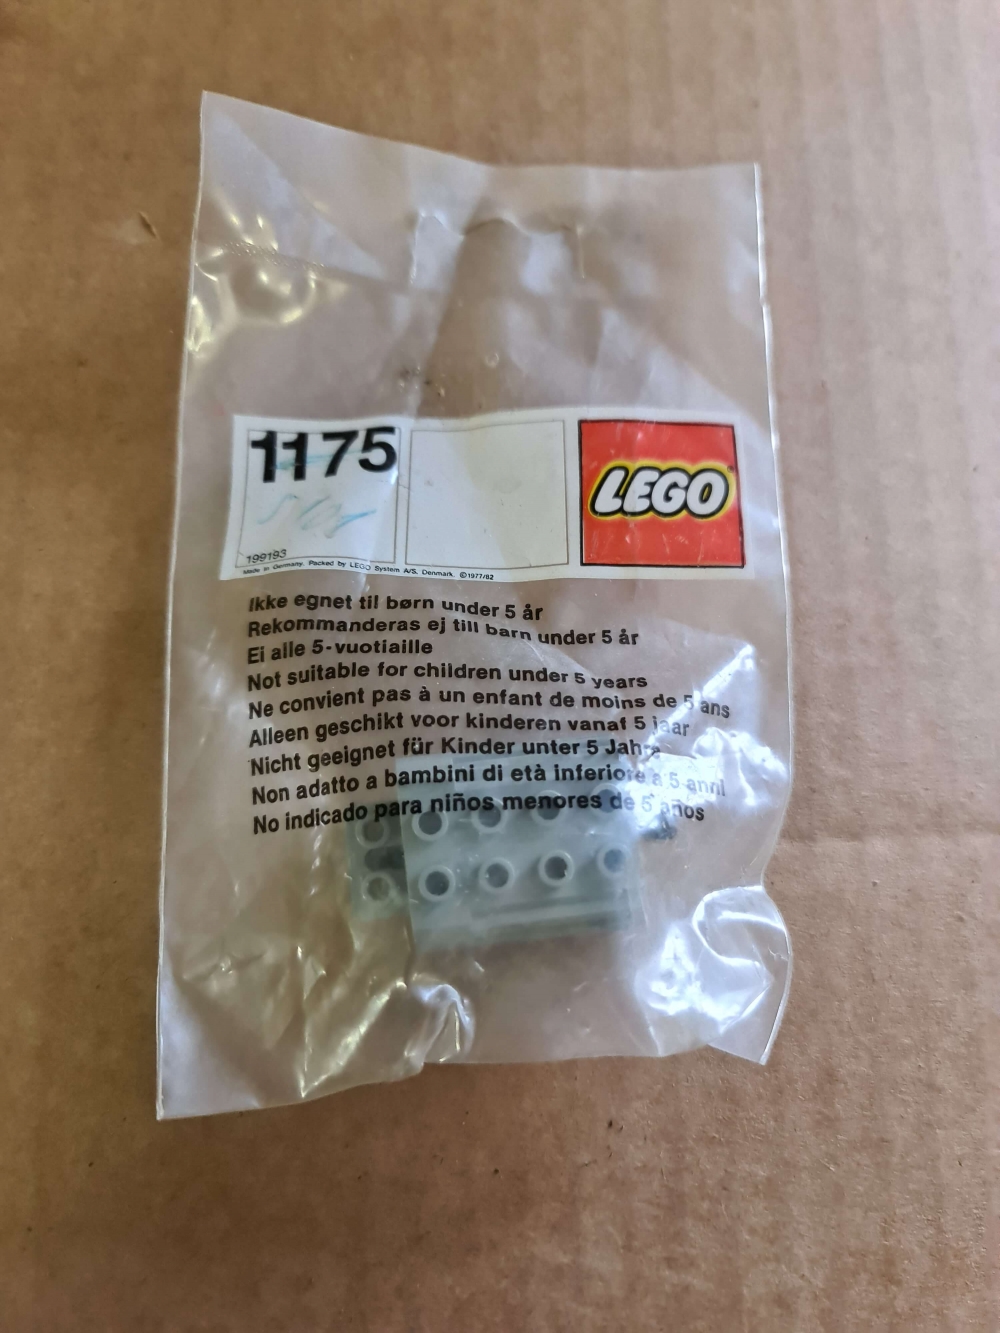 1175
LEGO
199193
Made in Germany. Packed by LEGO System A/S. Denmark. ©1977/82
Ikke egnet til børn under 5 år
Rekommanderas ej till barn under 5 år
Ei alle 5-vuotiaille
Not suitable for children under 5 years
Ne convient pas à un enfant de moins de 5 ans
Alleen geschikt voor kinderen vanaf 5 jaar
Nicht geeignet für Kinder unter 5 Jahre
Non adatto a bambini di età inferiore a 5 anni
No indicado para niños menores de 5 años